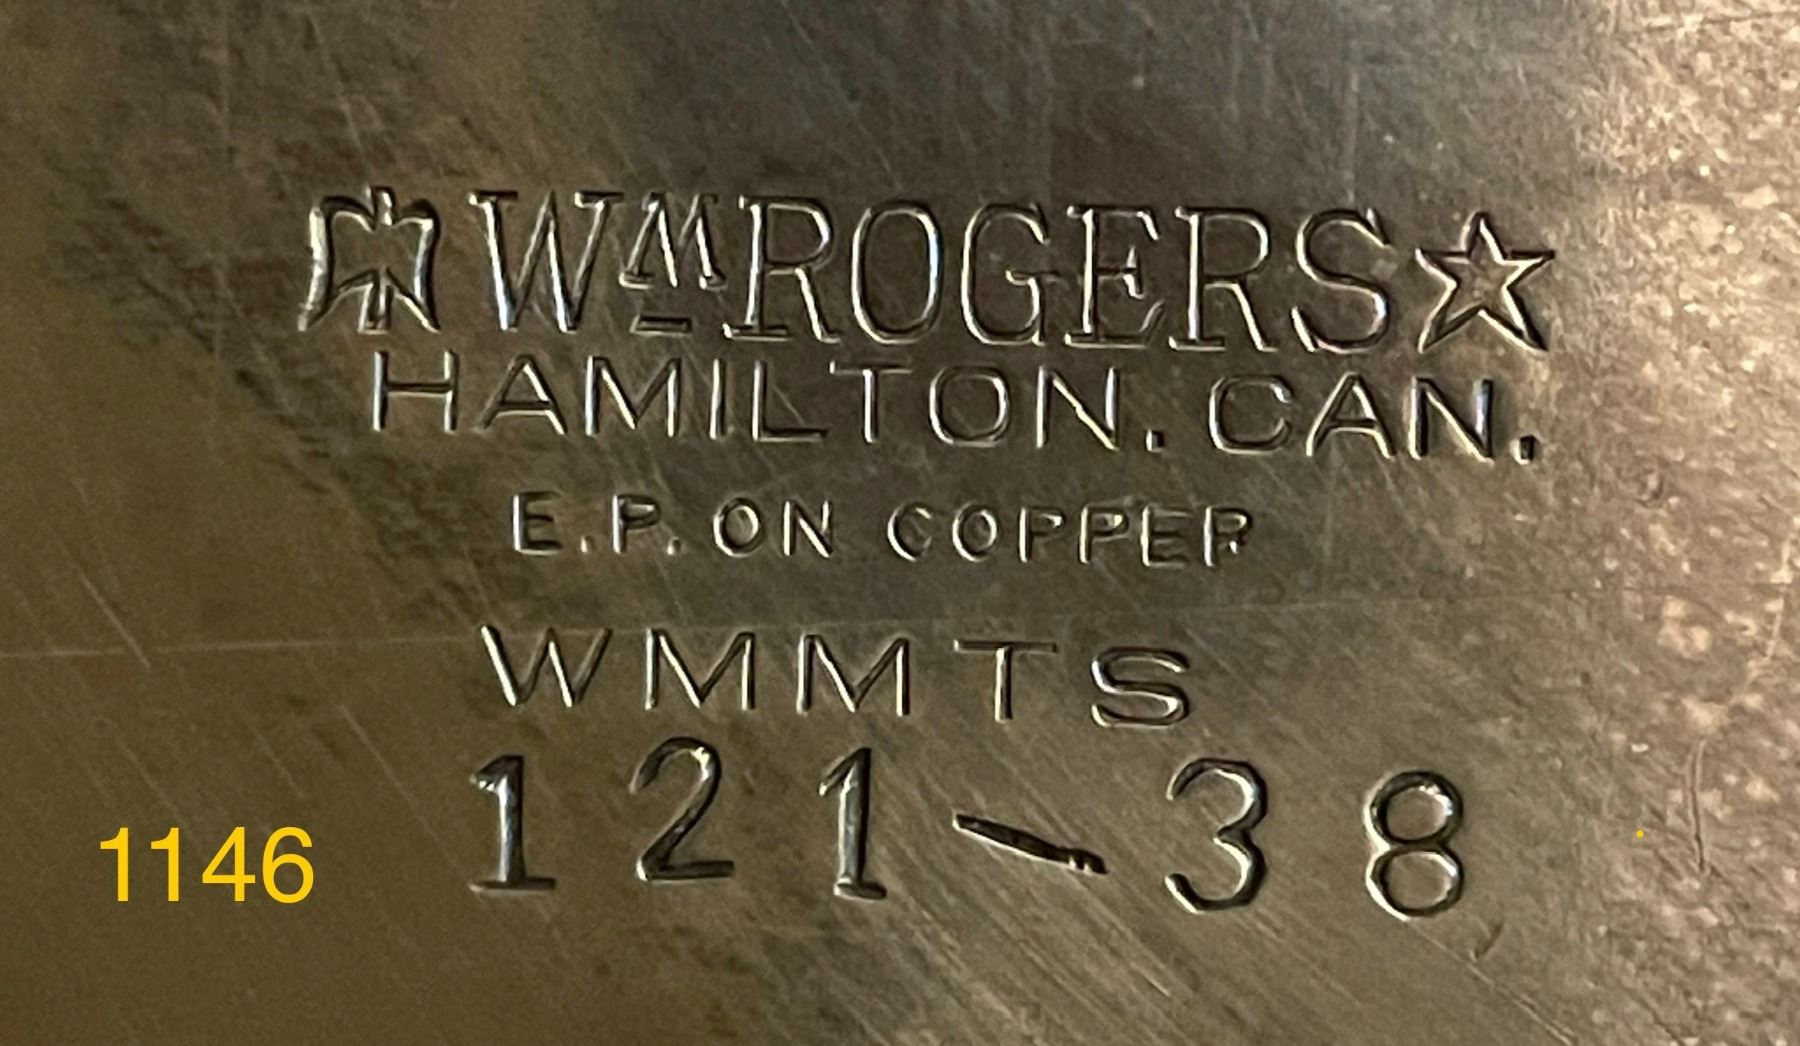 WM ROGERS
HAMILTON. CAN.
E.P. ON COPPER
WMMTS
121-38
1146